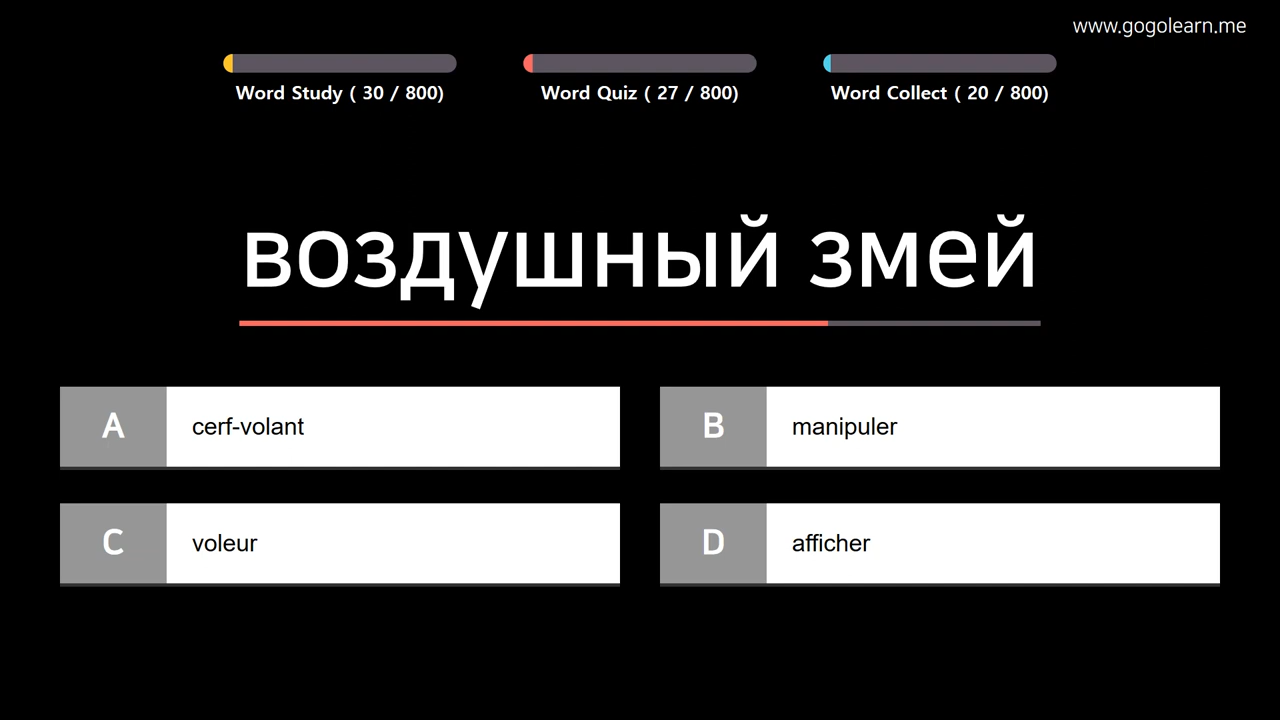 www.gogolearn.me
Word Study ( 30 / 800)
Word Quiz ( 27 / 800)
Word Collect ( 20 / 800)
воздушный змей
A cerf-volant
B manipuler
C voleur
D afficher